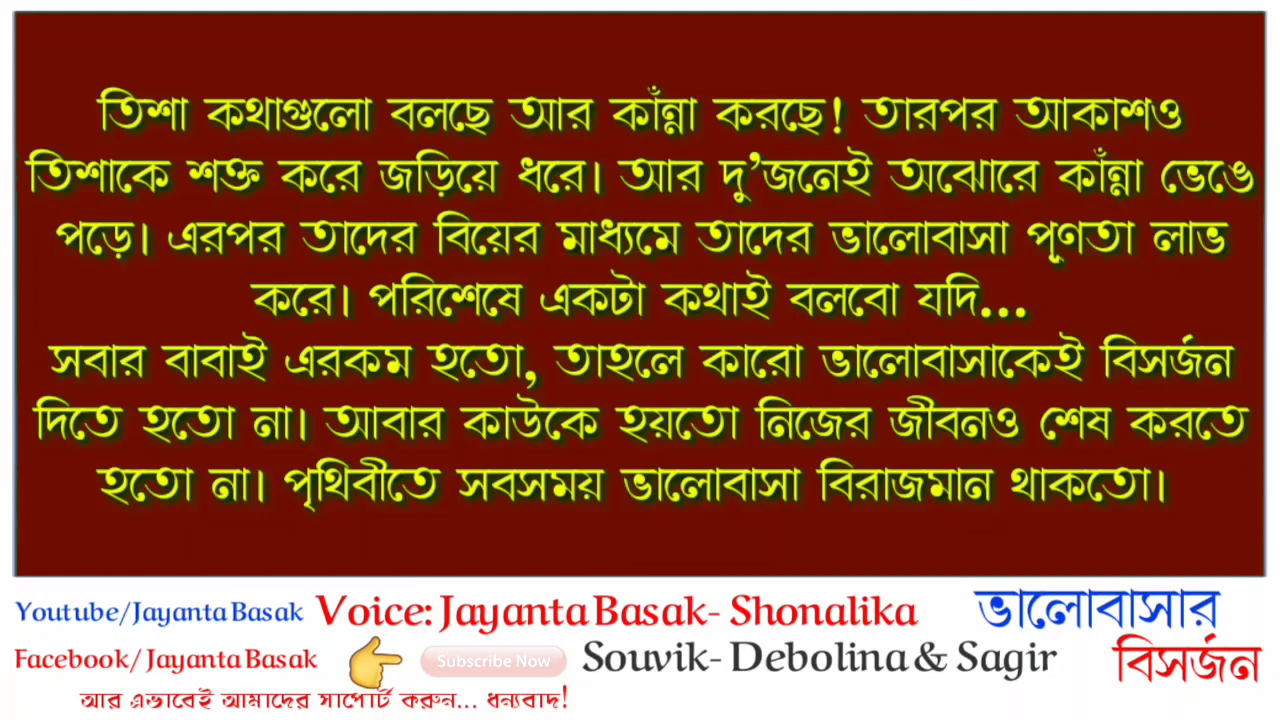 তিশা কথাগুলো বলছে আর কাঁন্না করছে! তারপর আকাশও
তিশাকে শক্ত করে জড়িয়ে ধরে। আর দু’জনেই অঝোরে কাঁন্না ভেঙে
পড়ে। এরপর তাদের বিয়ের মাধ্যমে তাদের ভালোবাসা পূণতা লাভ
করে। পরিশেষে একটা কথাই বলবো যদি...
সবার বাবাই এরকম হতো, তাহলে কারো ভালোবাসাকেই বিসর্জন
দিতে হতো না। আবার কাউকে হয়তো নিজের জীবনও শেষ করতে
হতো না। পৃথিবীতে সবসময় ভালোবাসা বিরাজমান থাকতো।
Youtube/Jayanta Basak Voice: Jayanta Basak- Shonalika ভালোবাসার
Facebook/ Jayanta Basak Subscribe Now Souvik- Debolina & Sagir বিসর্জন
আর এভাবেই আমাদের সাপোর্ট করুন... ধন্যবাদ!